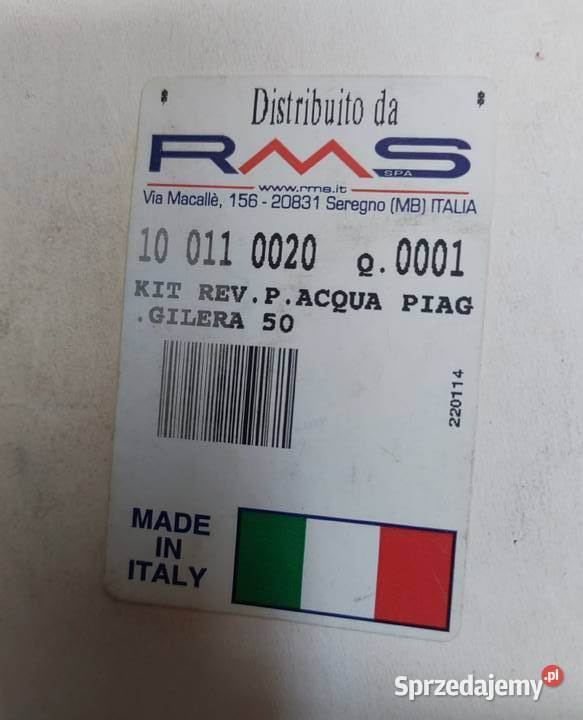 Distribuito da
RMS
SPA
www.rms.it
Via Macallè, 156 - 20831 Seregno (MB) ITALIA
10 011 0020 Q.0001
KIT REV.P.ACQUA PIAG
.GILERA 50
220114
MADE
IN
ITALY
Sprzedajemy.pl